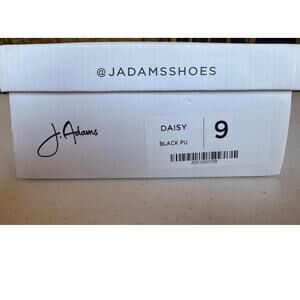 @JADAMSSHOES
J. Adams
DAISY
BLACK PU
9